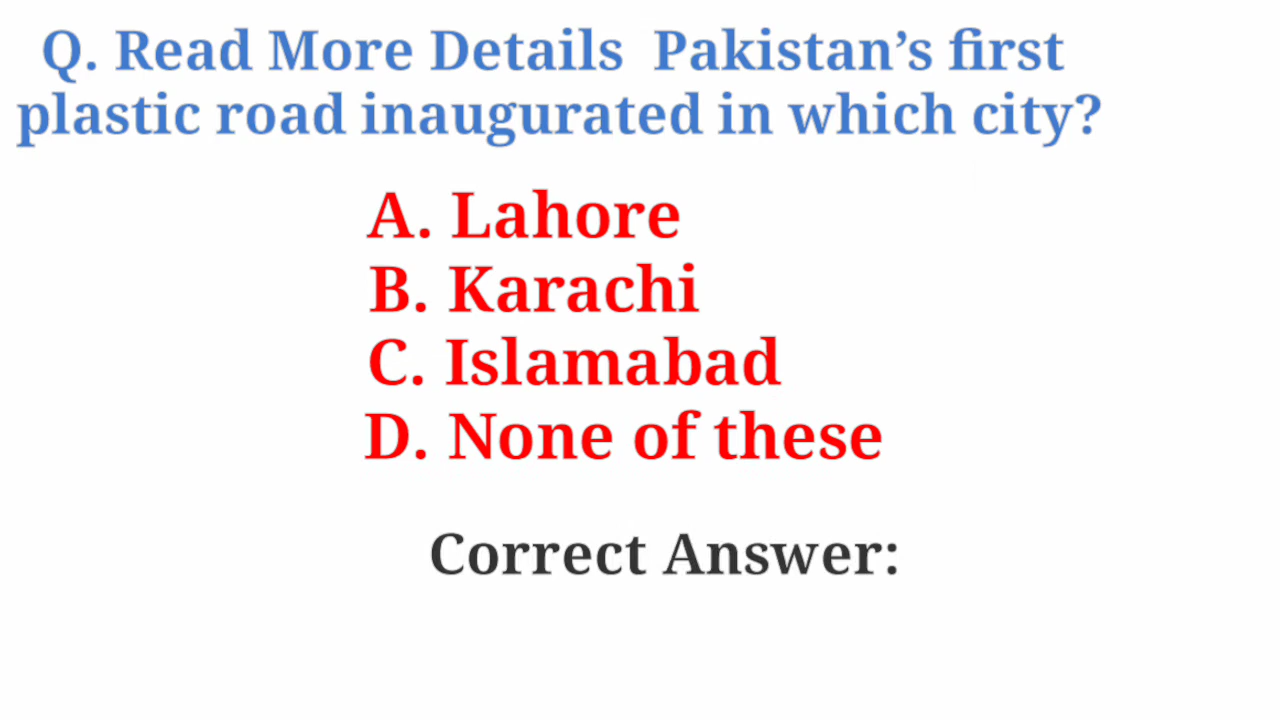 Q. Read More Details  Pakistan’s first
plastic road inaugurated in which city?
A. Lahore
B. Karachi
C. Islamabad
D. None of these
Correct Answer: